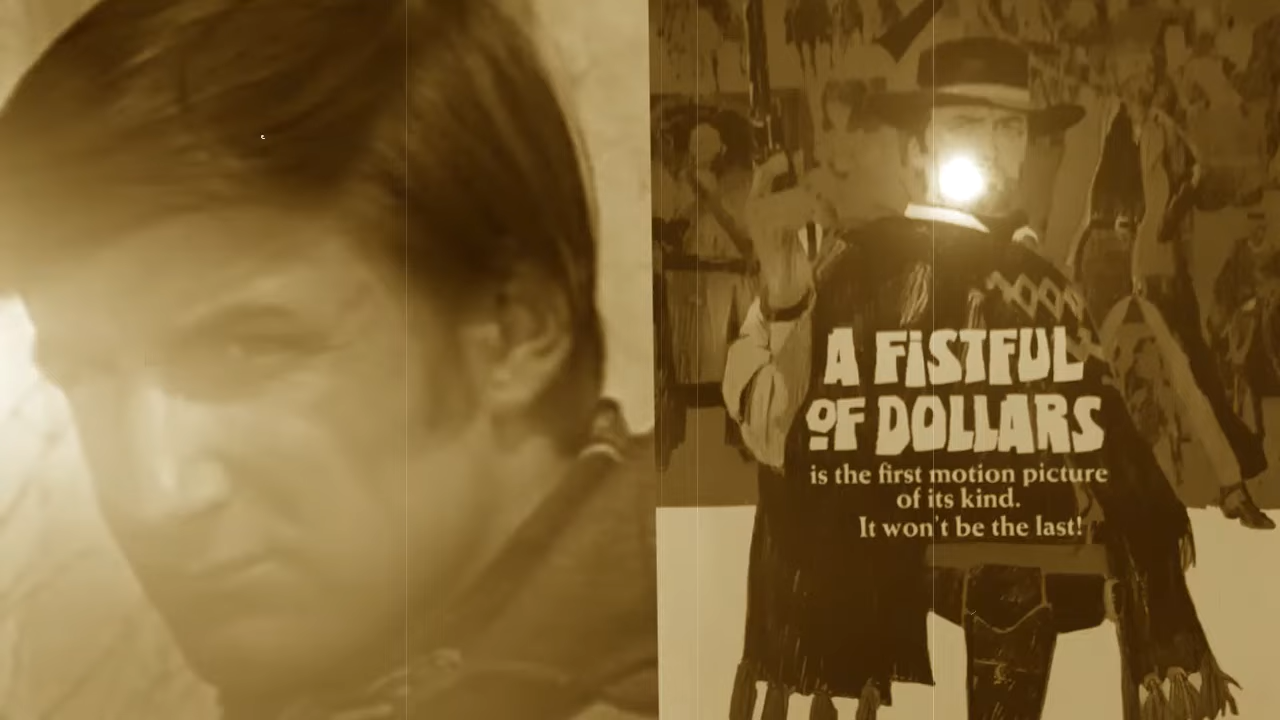 A FISTFUL
OF DOLLARS
is the first motion picture
of its kind.
It won't be the last!